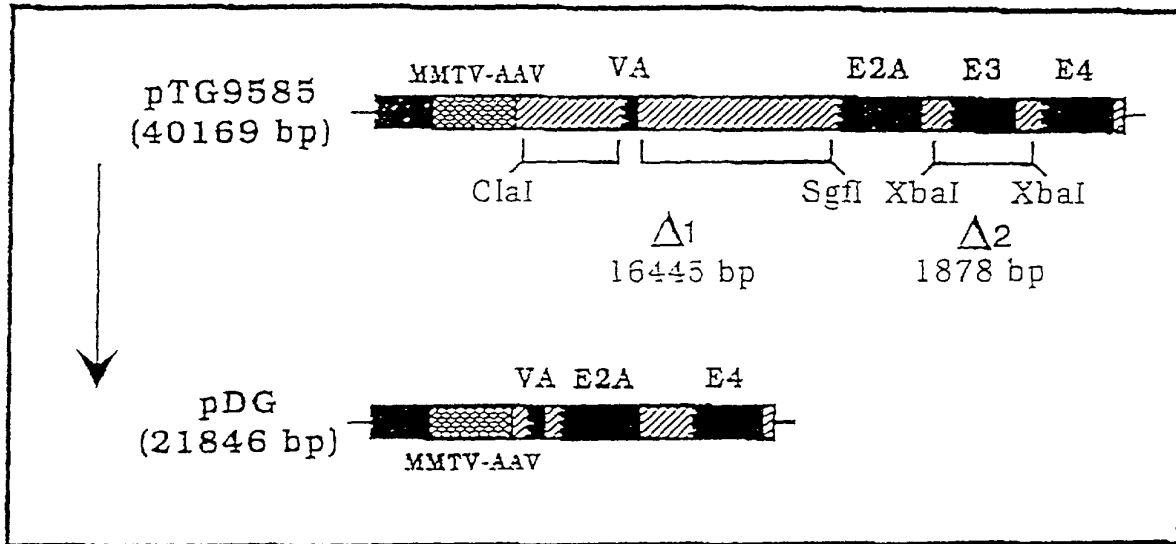 MMTV-AAV VA E2A E3 E4
pTG9585
(40169 bp)
ClaI SgfI XbaI XbaI
Δ1 Δ2
16445 bp 1878 bp
VA E2A E4
pDG
(21846 bp)
MMTV-AAV